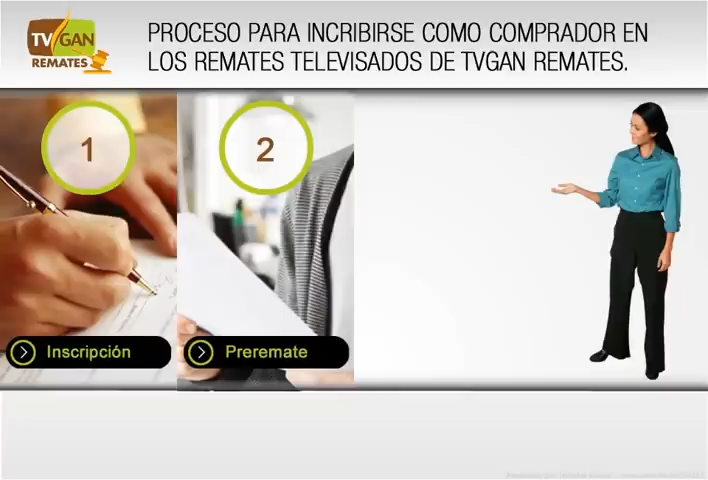 TV GAN
REMATES
PROCESO PARA INCRIBIRSE COMO COMPRADOR EN
LOS REMATES TELEVISADOS DE TVGAN REMATES.
1
2
Inscripción
Preremate